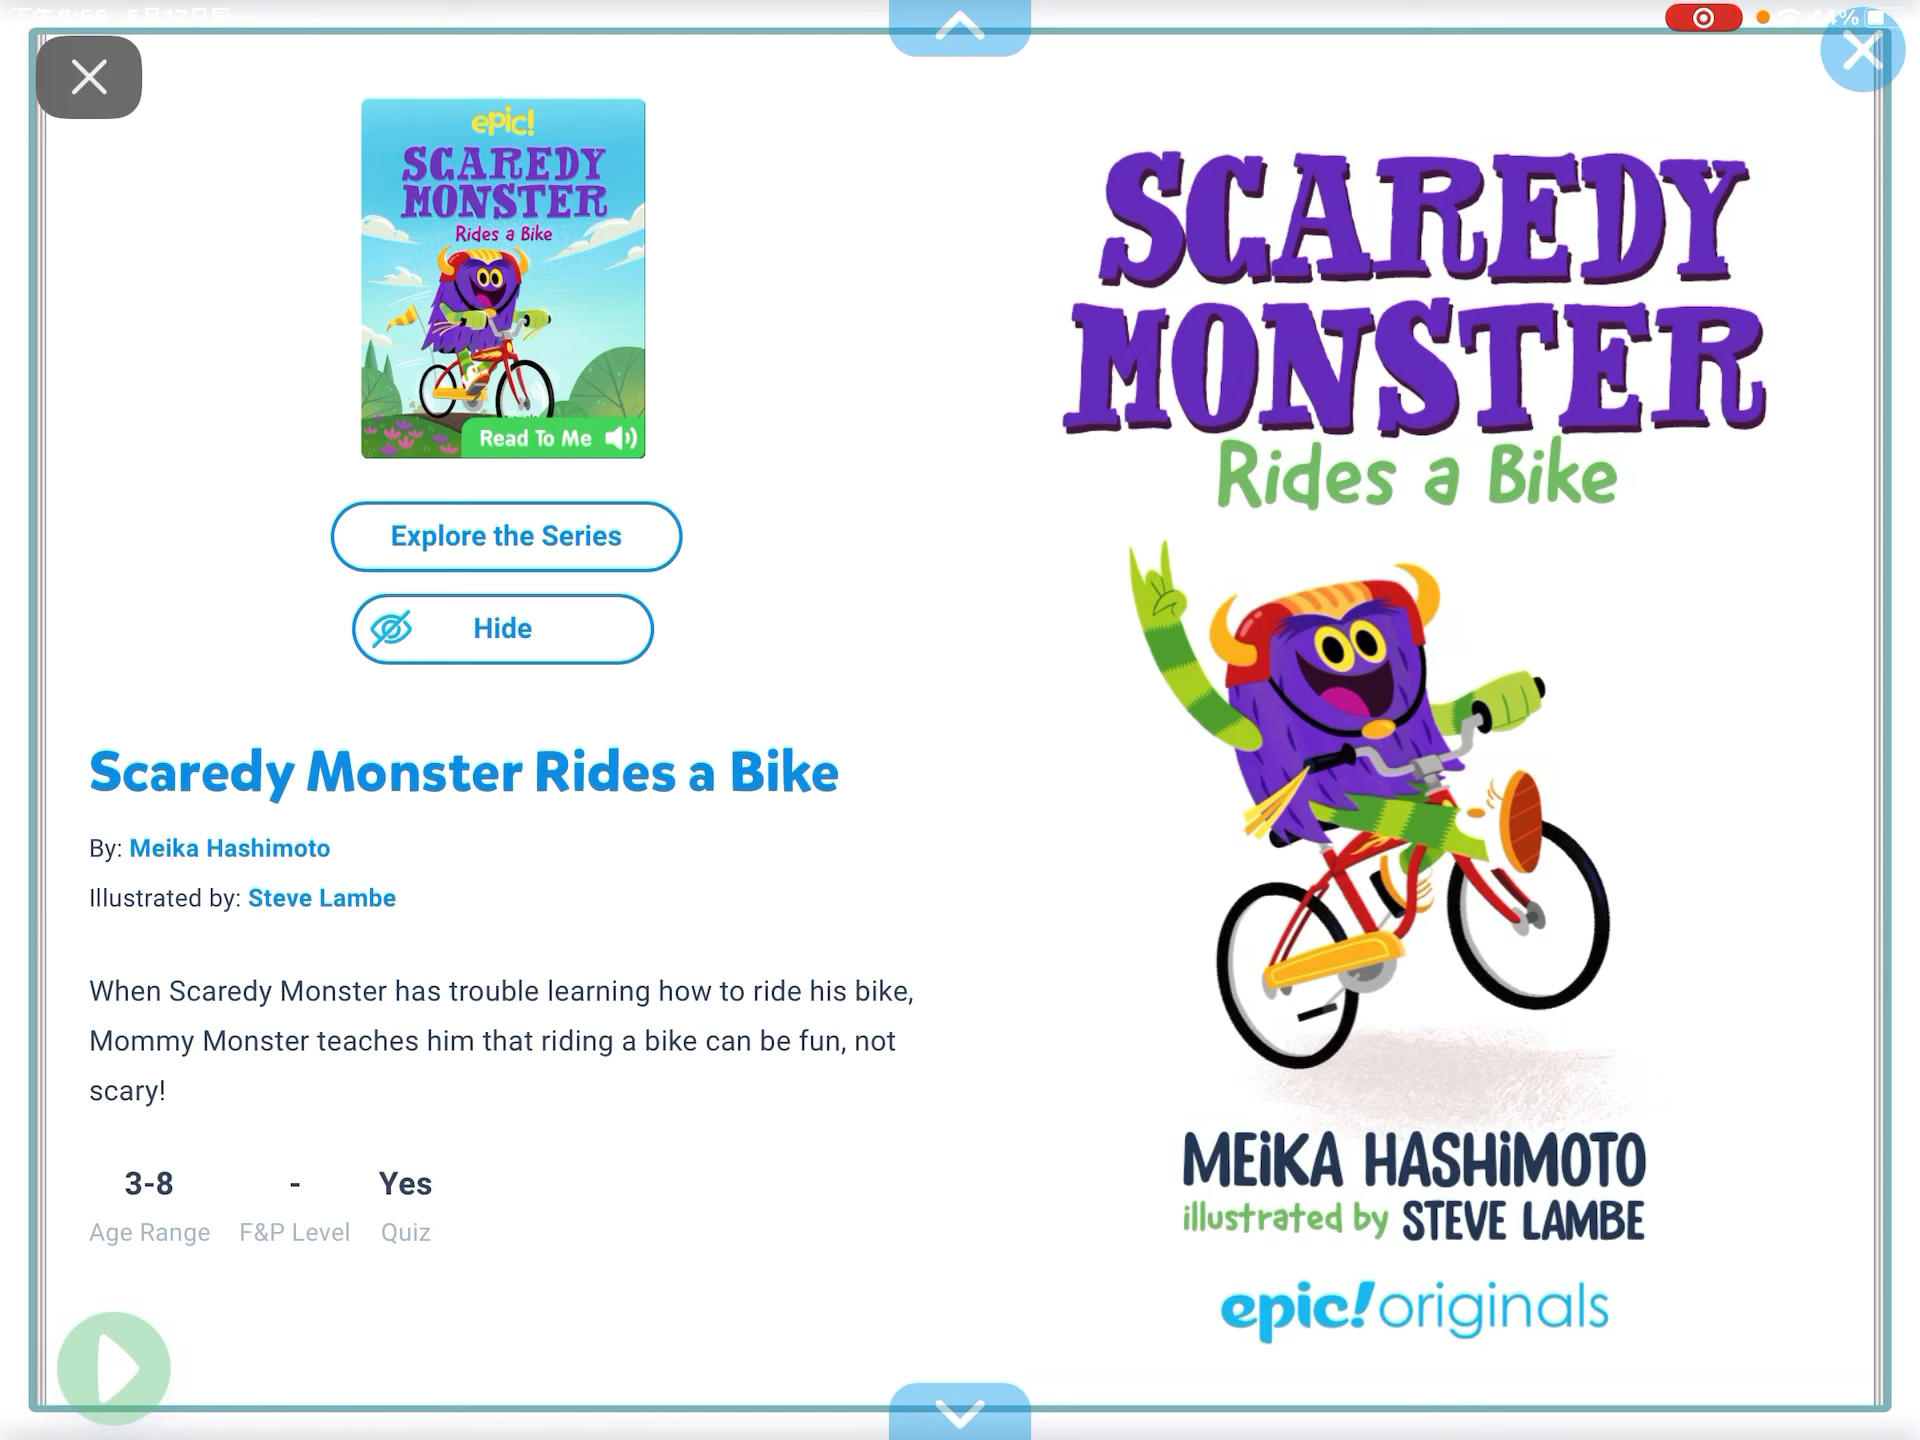 epic!
SCAREDY
MONSTER
Rides a Bike
Read To Me
Explore the Series
Hide
Scaredy Monster Rides a Bike
By: Meika Hashimoto
Illustrated by: Steve Lambe
When Scaredy Monster has trouble learning how to ride his bike,
Mommy Monster teaches him that riding a bike can be fun, not
scary!
3-8 - Yes
Age Range F&P Level Quiz
SCAREDY
MONSTER
Rides a Bike
MEiKA HASHiMOTO
illustrated by STEVE LAMBE
epic! originals